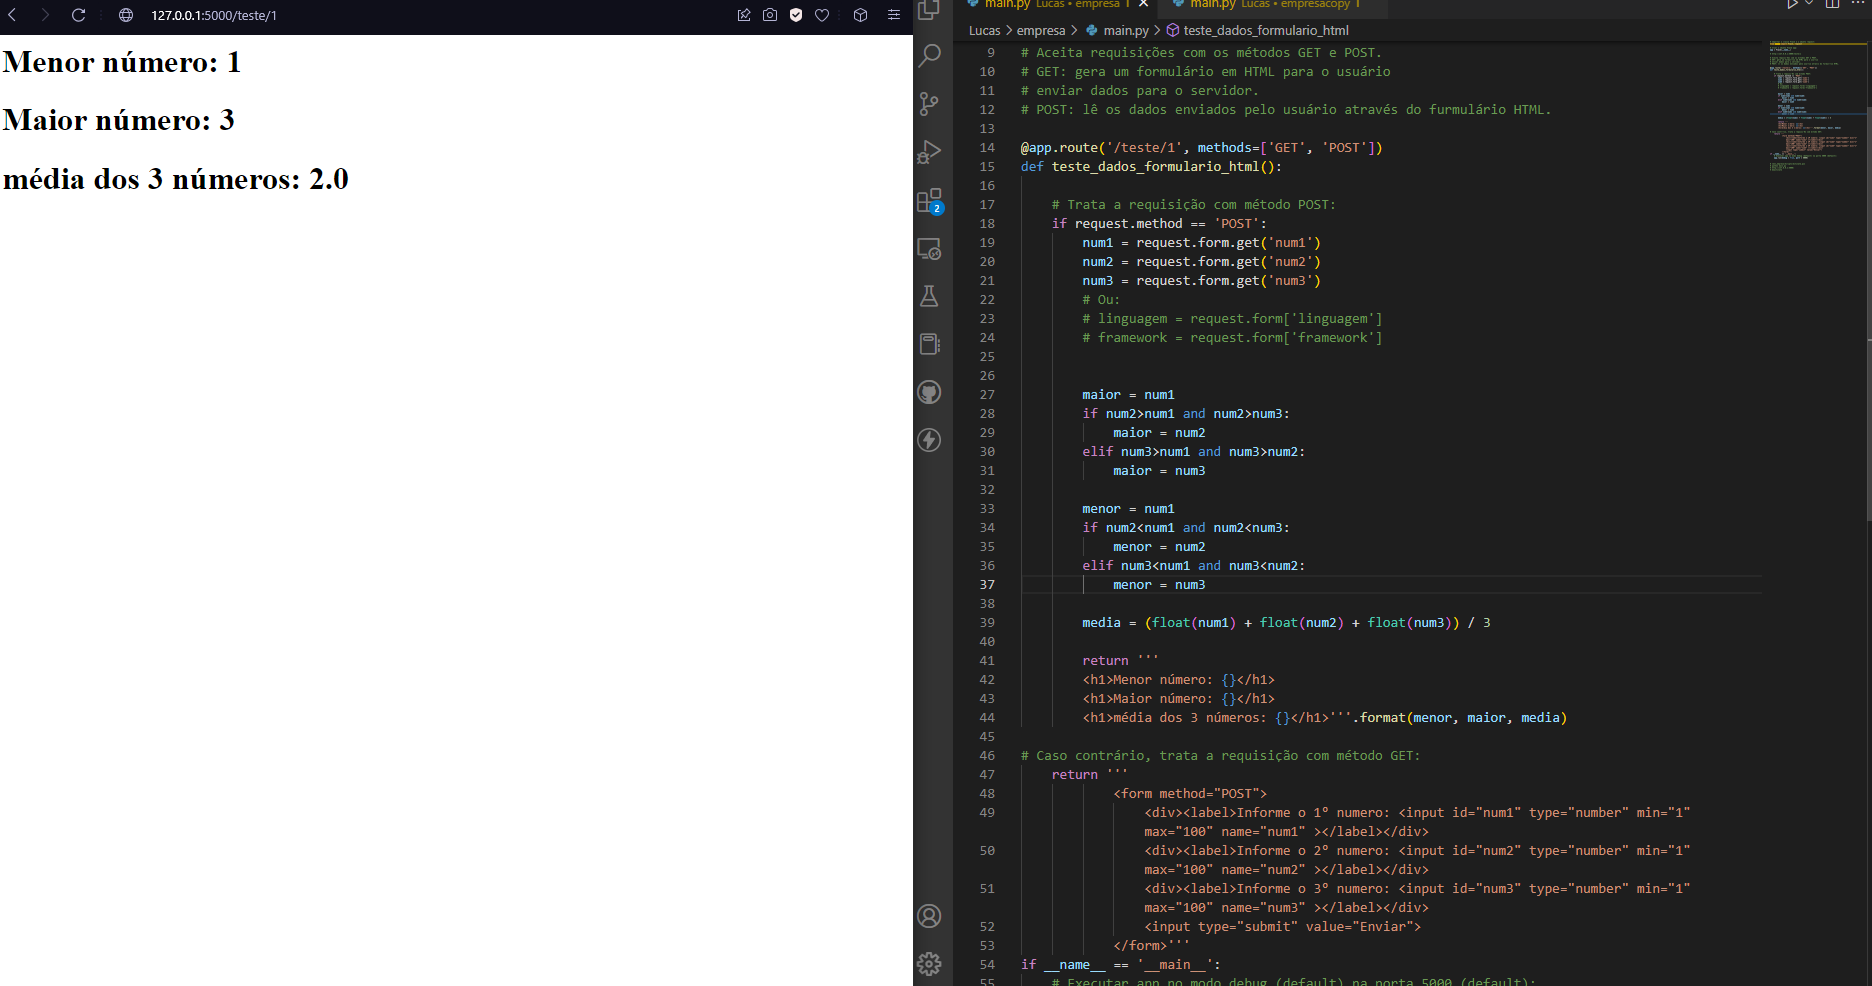 127.0.0.1:5000/teste/1
Menor número: 1
Maior número: 3
média dos 3 números: 2.0
2
main.py Lucas • empresa 1
main.py Lucas • empresacopy 1
Lucas > empresa > main.py > teste_dados_formulario_html
9 # Aceita requisições com os métodos GET e POST.
10 # GET: gera um formulário em HTML para o usuário
11 # enviar dados para o servidor.
12 # POST: lê os dados enviados pelo usuário através do furmulário HTML.
13
14 @app.route('/teste/1', methods=['GET', 'POST'])
15 def teste_dados_formulario_html():
16
17 # Trata a requisição com método POST:
18 if request.method == 'POST':
19 num1 = request.form.get('num1')
20 num2 = request.form.get('num2')
21 num3 = request.form.get('num3')
22 # Ou:
23 # linguagem = request.form['linguagem']
24 # framework = request.form['framework']
25
26
27 maior = num1
28 if num2>num1 and num2>num3:
29 maior = num2
30 elif num3>num1 and num3>num2:
31 maior = num3
32
33 menor = num1
34 if num2<num1 and num2<num3:
35 menor = num2
36 elif num3<num1 and num3<num2:
37 menor = num3
38
39 media = (float(num1) + float(num2) + float(num3)) / 3
40
41 return '''
42 <h1>Menor número: {}</h1>
43 <h1>Maior número: {}</h1>
44 <h1>média dos 3 números: {}</h1>'''.format(menor, maior, media)
45
46 # Caso contrário, trata a requisição com método GET:
47 return '''
48 <form method="POST">
49 <div><label>Informe o 1º numero: <input id="num1" type="number" min="1"
max="100" name="num1" ></label></div>
50 <div><label>Informe o 2º numero: <input id="num2" type="number" min="1"
max="100" name="num2" ></label></div>
51 <div><label>Informe o 3º numero: <input id="num3" type="number" min="1"
max="100" name="num3" ></label></div>
52 <input type="submit" value="Enviar">
53 </form>'''
54 if __name__ == '__main__':
55 # Executar app no modo debug (default) na porta 5000 (default):